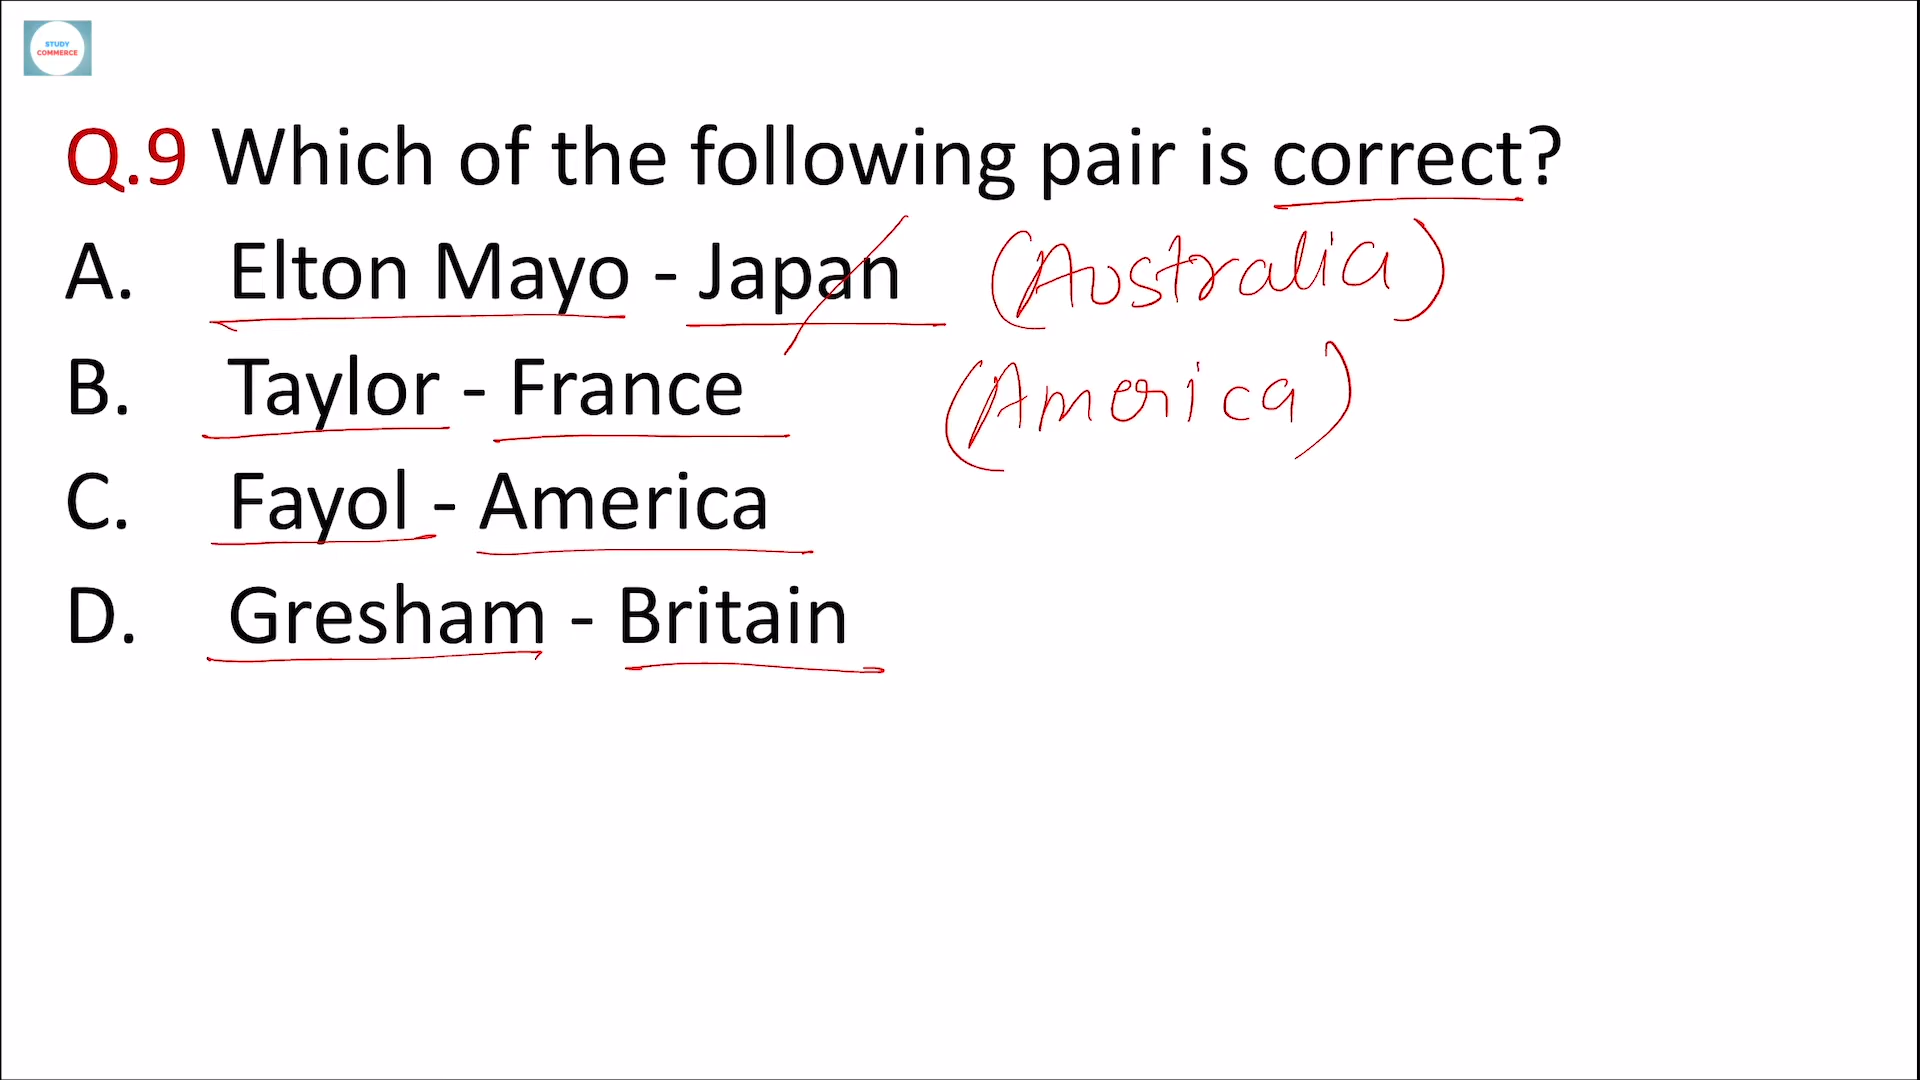 STUDY
COMMERCE
Q.9 Which of the following pair is correct?
A. Elton Mayo - Japan (Australia)
B. Taylor - France (America)
C. Fayol - America
D. Gresham - Britain